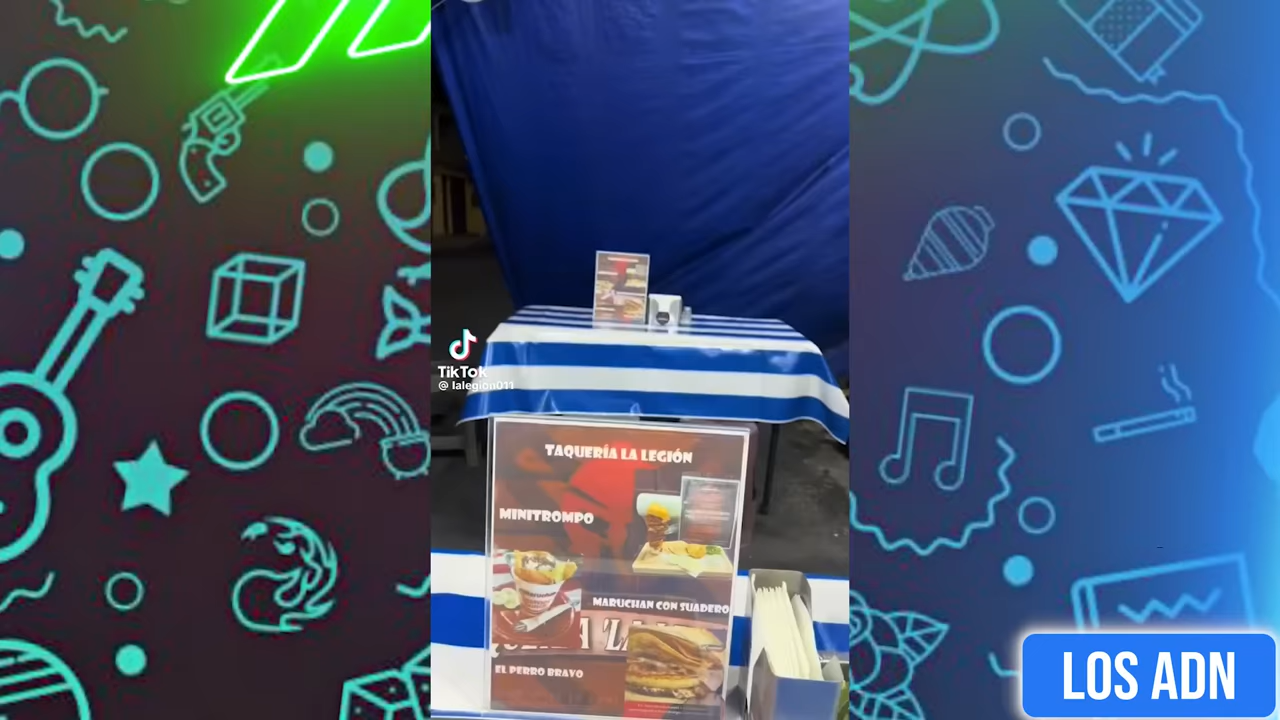 TikTok
@ lalegion011
TAQUERÍA LA LEGIÓN
MINITROMPO
MARUCHAN CON SUADERO
EL PERRO BRAVO
LOS ADN